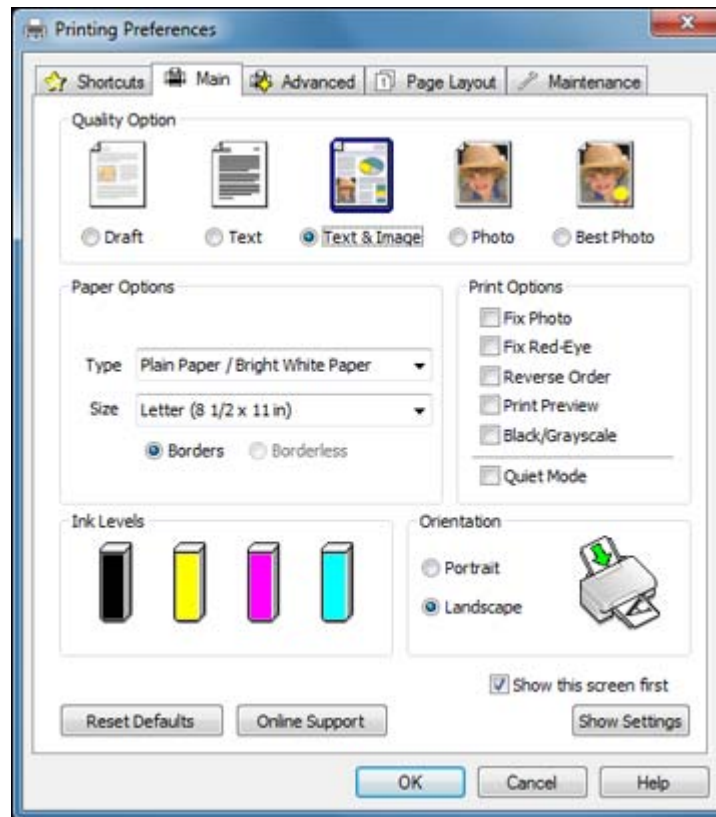 Printing Preferences
Shortcuts Main Advanced Page Layout Maintenance
Quality Option
Draft Text Text & Image Photo Best Photo
Paper Options
Type Plain Paper / Bright White Paper
Size Letter (8 1/2 x 11 in)
Borders Borderless
Print Options
Fix Photo
Fix Red-Eye
Reverse Order
Print Preview
Black/Grayscale
Quiet Mode
Ink Levels
Orientation
Portrait
Landscape
Show this screen first
Reset Defaults Online Support Show Settings
OK Cancel Help